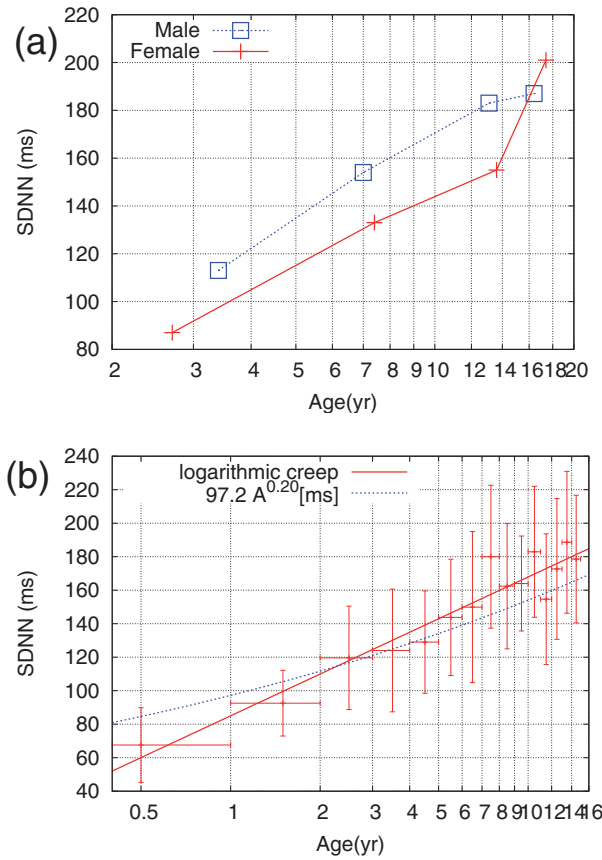 (a)
Male
Female
220
200
180
160
140
120
100
80
SDNN (ms)
2 3 4 5 6 7 8 9 10 12 14 16 18 20
Age(yr)
(b)
logarithmic creep
97.2 A^0.20[ms]
240
220
200
180
160
140
120
100
80
60
40
SDNN (ms)
0.5 1 2 3 4 5 6 7 8 9 10 12 14 16
Age(yr)